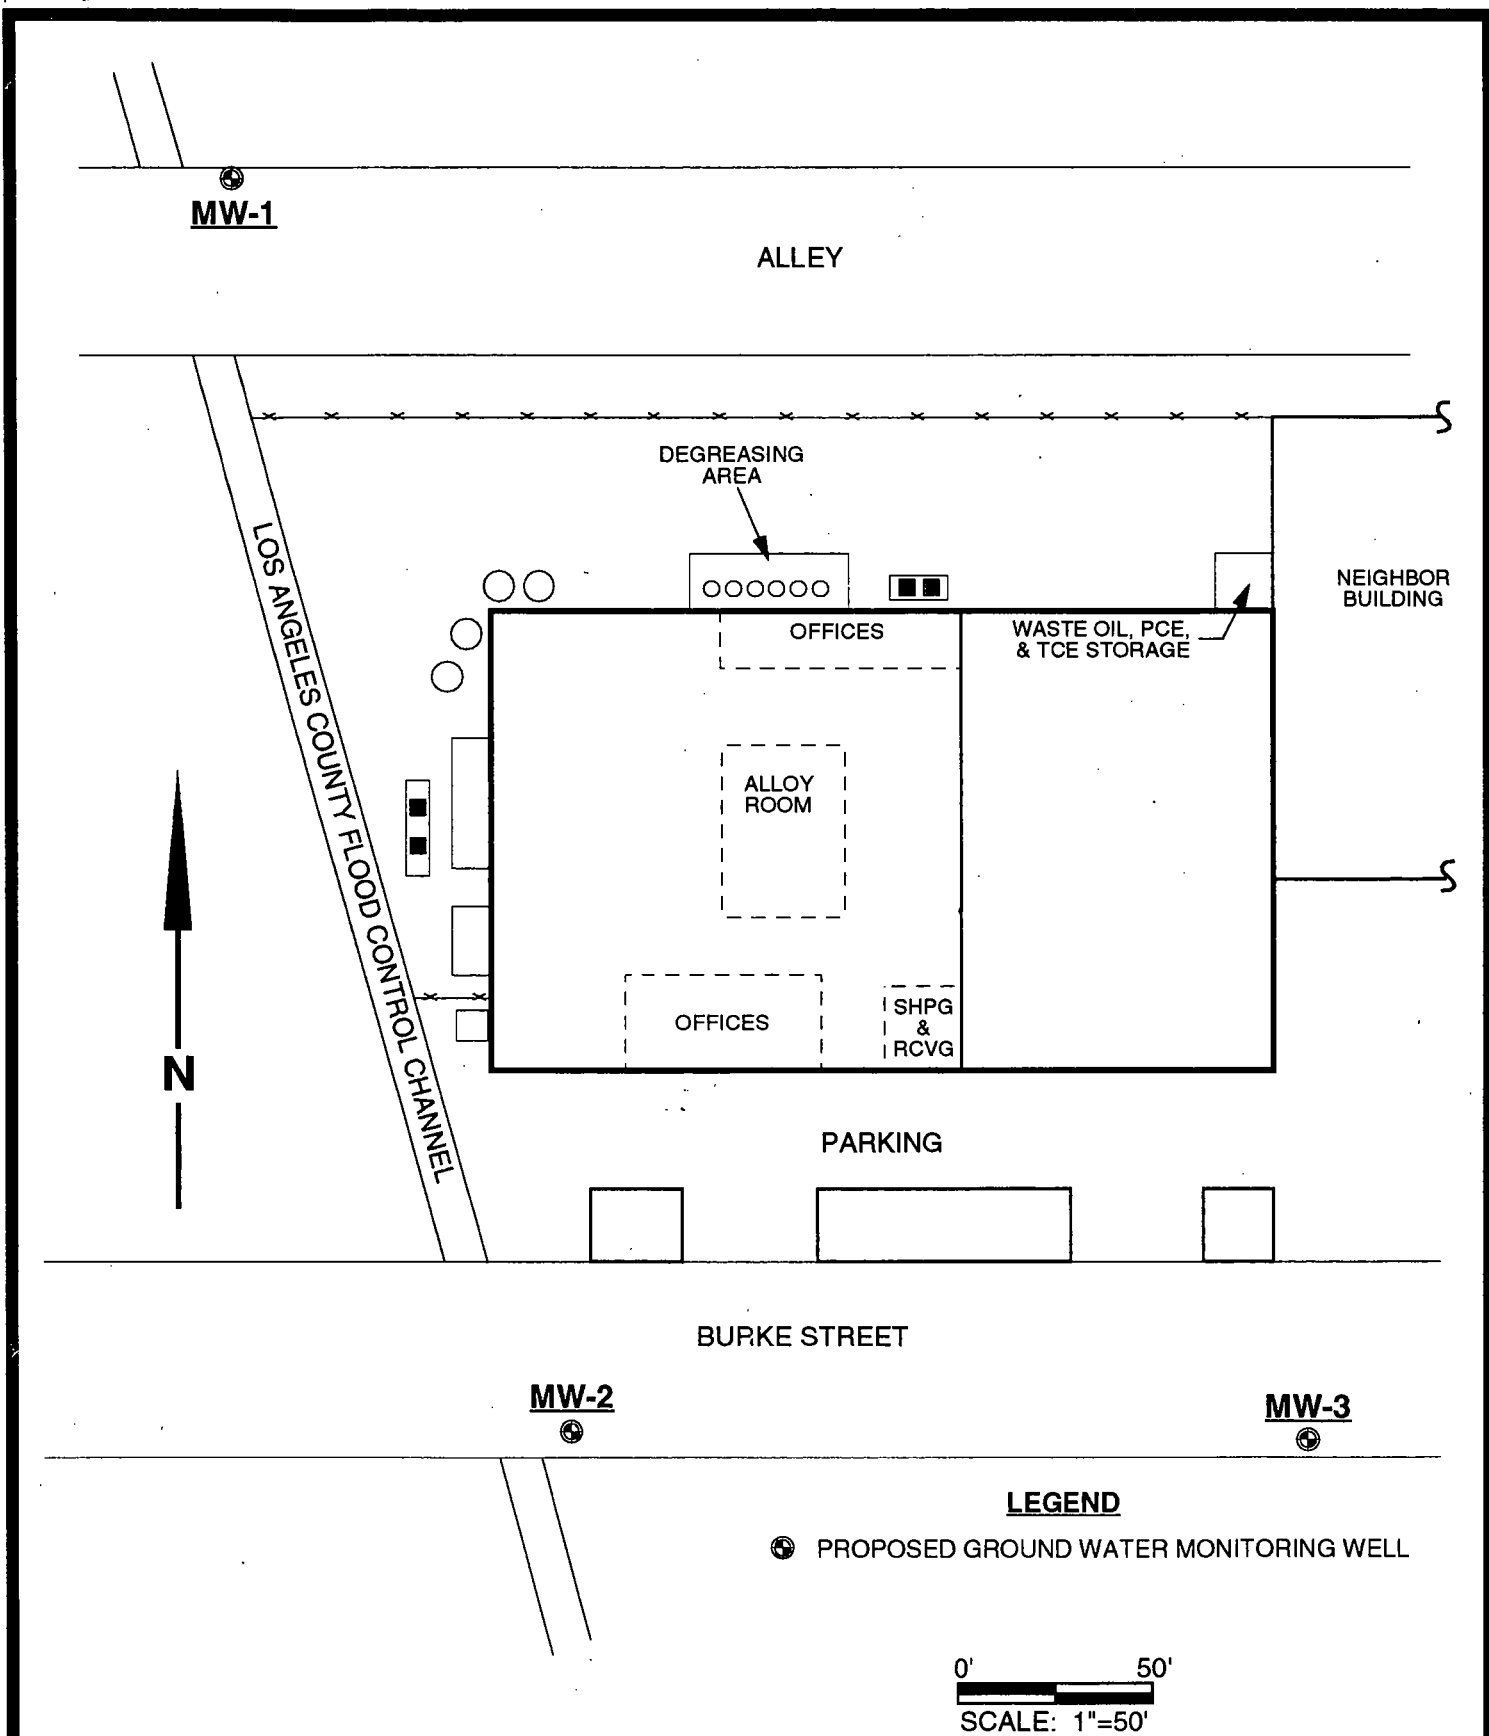 MW-1
ALLEY
DEGREASING
AREA
LOS ANGELES COUNTY FLOOD CONTROL CHANNEL
NEIGHBOR
BUILDING
OFFICES
WASTE OIL, PCE,
& TCE STORAGE
ALLOY
ROOM
OFFICES
SHPG
&
RCVG
N
PARKING
BURKE STREET
MW-2
MW-3
LEGEND
PROPOSED GROUND WATER MONITORING WELL
0' 50'
SCALE: 1"=50'